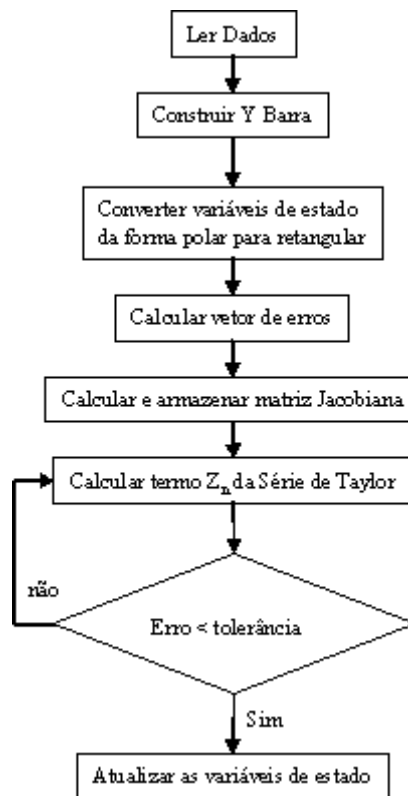 Ler Dados
Construir Y Barra
Converter variáveis de estado
da forma polar para retangular
Calcular vetor de erros
Calcular e armazenar matriz Jacobiana
Calcular termo Zn da Série de Taylor
não
Erro < tolerância
Sim
Atualizar as variáveis de estado